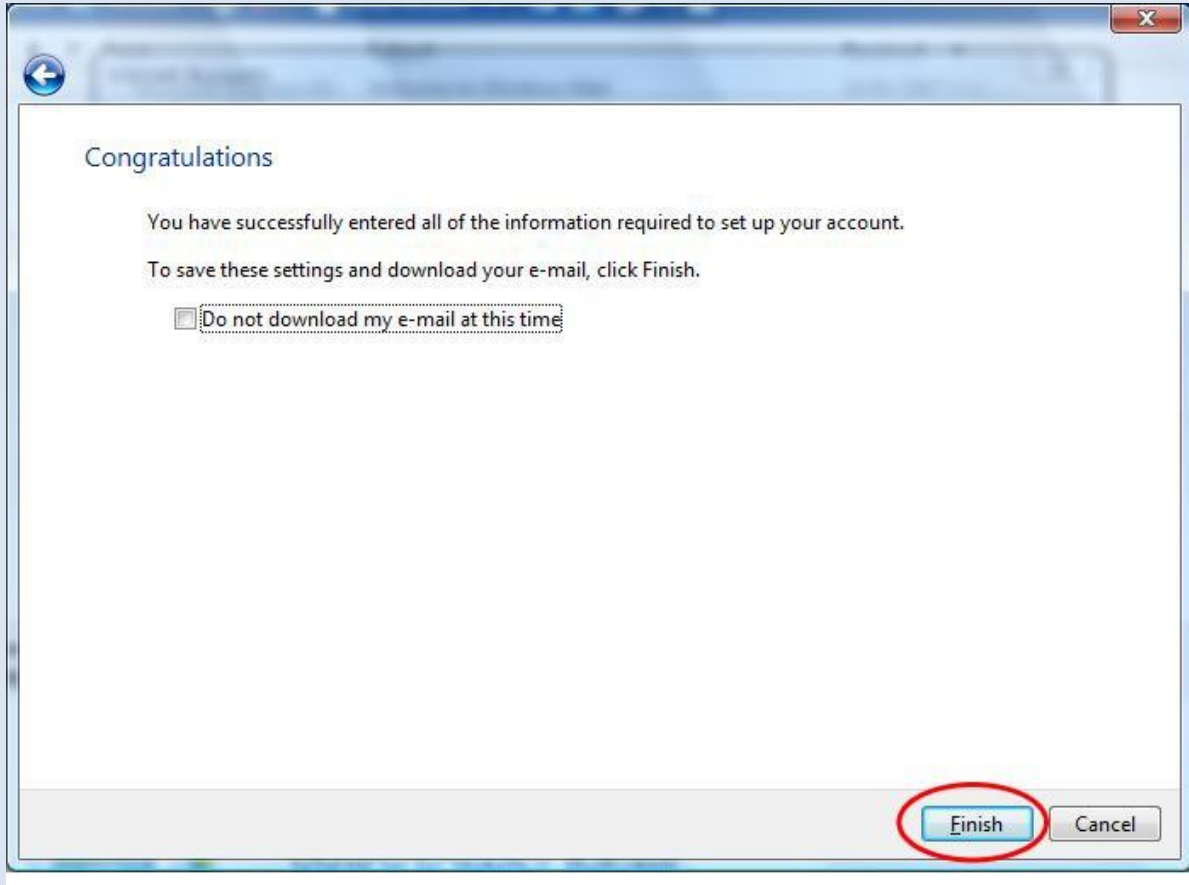 Congratulations
You have successfully entered all of the information required to set up your account.
To save these settings and download your e-mail, click Finish.
Do not download my e-mail at this time
Finish
Cancel